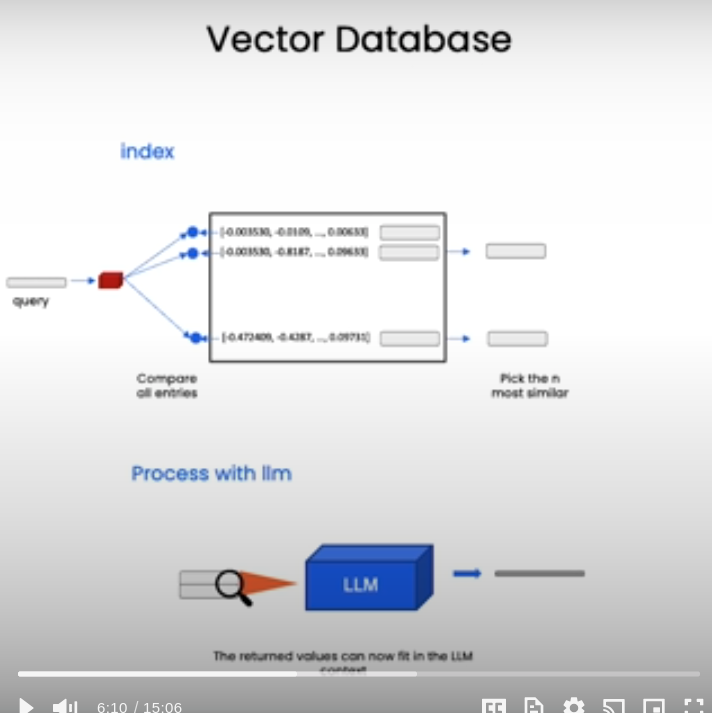 Vector Database
index
[-0.003530, -0.0109, ..., 0.00633]
[-0.003530, -0.8187, ..., 0.09633]
query
[-0.472409, -0.4287, ..., 0.09731]
Compare
all entries
Pick the n
most similar
Process with llm
LLM
The returned values can now fit in the LLM
context
6:10 / 15:06
CC